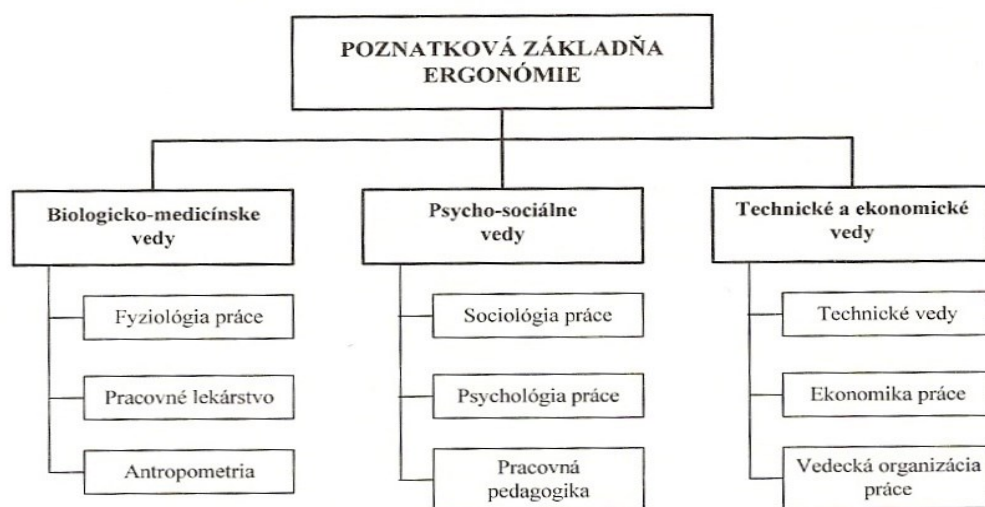 POZNATKOVÁ ZÁKLADŇA
ERGONÓMIE
Biologicko-medicínske
vedy
Fyziológia práce
Pracovné lekárstvo
Antropometria
Psycho-sociálne
vedy
Sociológia práce
Psychológia práce
Pracovná
pedagogika
Technické a ekonomické
vedy
Technické vedy
Ekonomika práce
Vedecká organizácia
práce